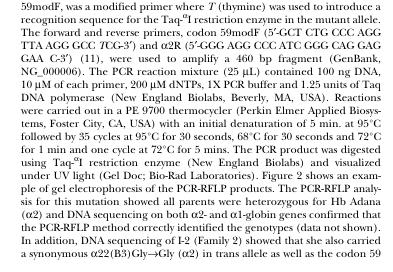 59modF, was a modified primer where T (thymine) was used to introduce a
recognition sequence for the Taq-αI restriction enzyme in the mutant allele.
The forward and reverse primers, codon 59modF (5′-GCT CTG CCC AGG
TTA AGG GCC TCG-3′) and α2R (5′-GGG AGG CCC ATC GGG CAG GAG
GAA C-3′) (11), were used to amplify a 460 bp fragment (GenBank,
NG_000006). The PCR reaction mixture (25 μL) contained 100 ng DNA,
10 μM of each primer, 200 μM dNTPs, 1X PCR buffer and 1.25 units of Taq
DNA polymerase (New England Biolabs, Beverly, MA, USA). Reactions
were carried out in a PE 9700 thermocycler (Perkin Elmer Applied Biosys-
tems, Foster City, CA, USA) with an initial denaturation of 5 min. at 95°C
followed by 35 cycles at 95°C for 30 seconds, 68°C for 30 seconds and 72°C
for 1 min and one cycle at 72°C for 5 mins. The PCR product was digested
using Taq-αI restriction enzyme (New England Biolabs) and visualized
under UV light (Gel Doc; Bio-Rad Laboratories). Figure 2 shows an exam-
ple of gel electrophoresis of the PCR-RFLP products. The PCR-RFLP analy-
sis for this mutation showed all parents were heterozygous for Hb Adana
(α2) and DNA sequencing on both α2- and α1-globin genes confirmed that
the PCR-RFLP method correctly identified the genotypes (data not shown).
In addition, DNA sequencing of I-2 (Family 2) showed that she also carried
a synonymous α22(B3)Gly→Gly (α2) in trans allele as well as the codon 59